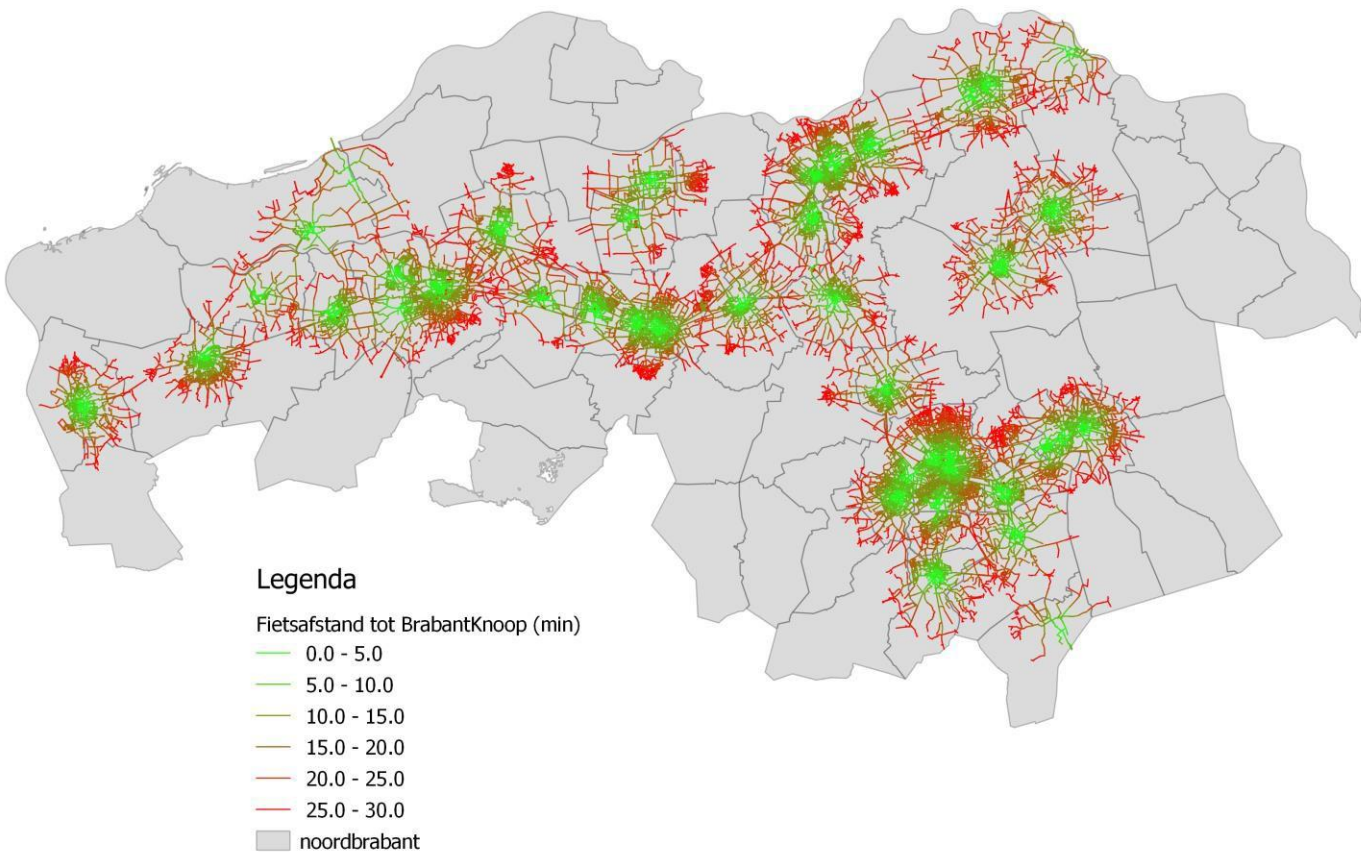 Legenda
Fietsafstand tot BrabantKnoop (min)
0.0 - 5.0
5.0 - 10.0
10.0 - 15.0
15.0 - 20.0
20.0 - 25.0
25.0 - 30.0
noordbrabant